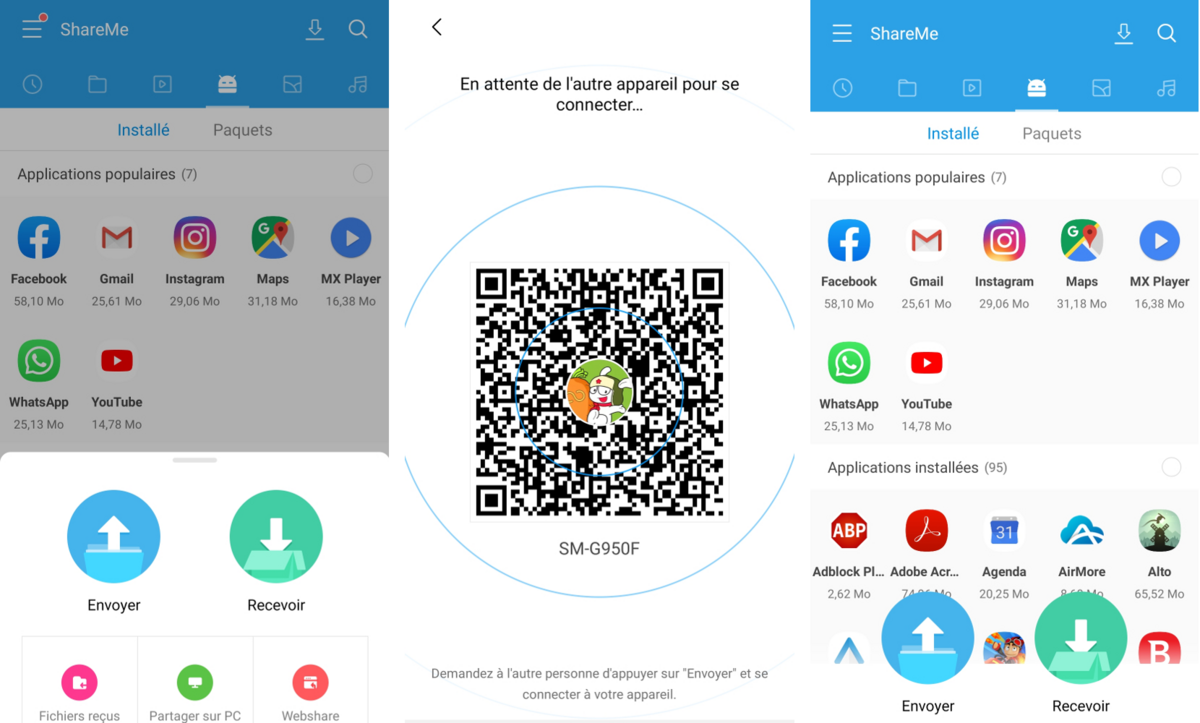 ShareMe
Installé Paquets
Applications populaires (7)
Facebook Gmail Instagram Maps MX Player
58,10 Mo 25,61 Mo 29,06 Mo 31,18 Mo 16,38 Mo
WhatsApp YouTube
25,13 Mo 14,78 Mo
Envoyer Recevoir
Fichiers reçus Partager sur PC Webshare
En attente de l'autre appareil pour se
connecter...
SM-G950F
Demandez à l'autre personne d'appuyer sur "Envoyer" et se
connecter à votre appareil.
ShareMe
Installé Paquets
Applications populaires (7)
Facebook Gmail Instagram Maps MX Player
58,10 Mo 25,61 Mo 29,06 Mo 31,18 Mo 16,38 Mo
WhatsApp YouTube
25,13 Mo 14,78 Mo
Applications installées (95)
ABP 31
Adblock Pl... Adobe Acr... Agenda AirMore Alto
2,62 Mo 20,25 Mo 65,52 Mo
B
Envoyer Recevoir